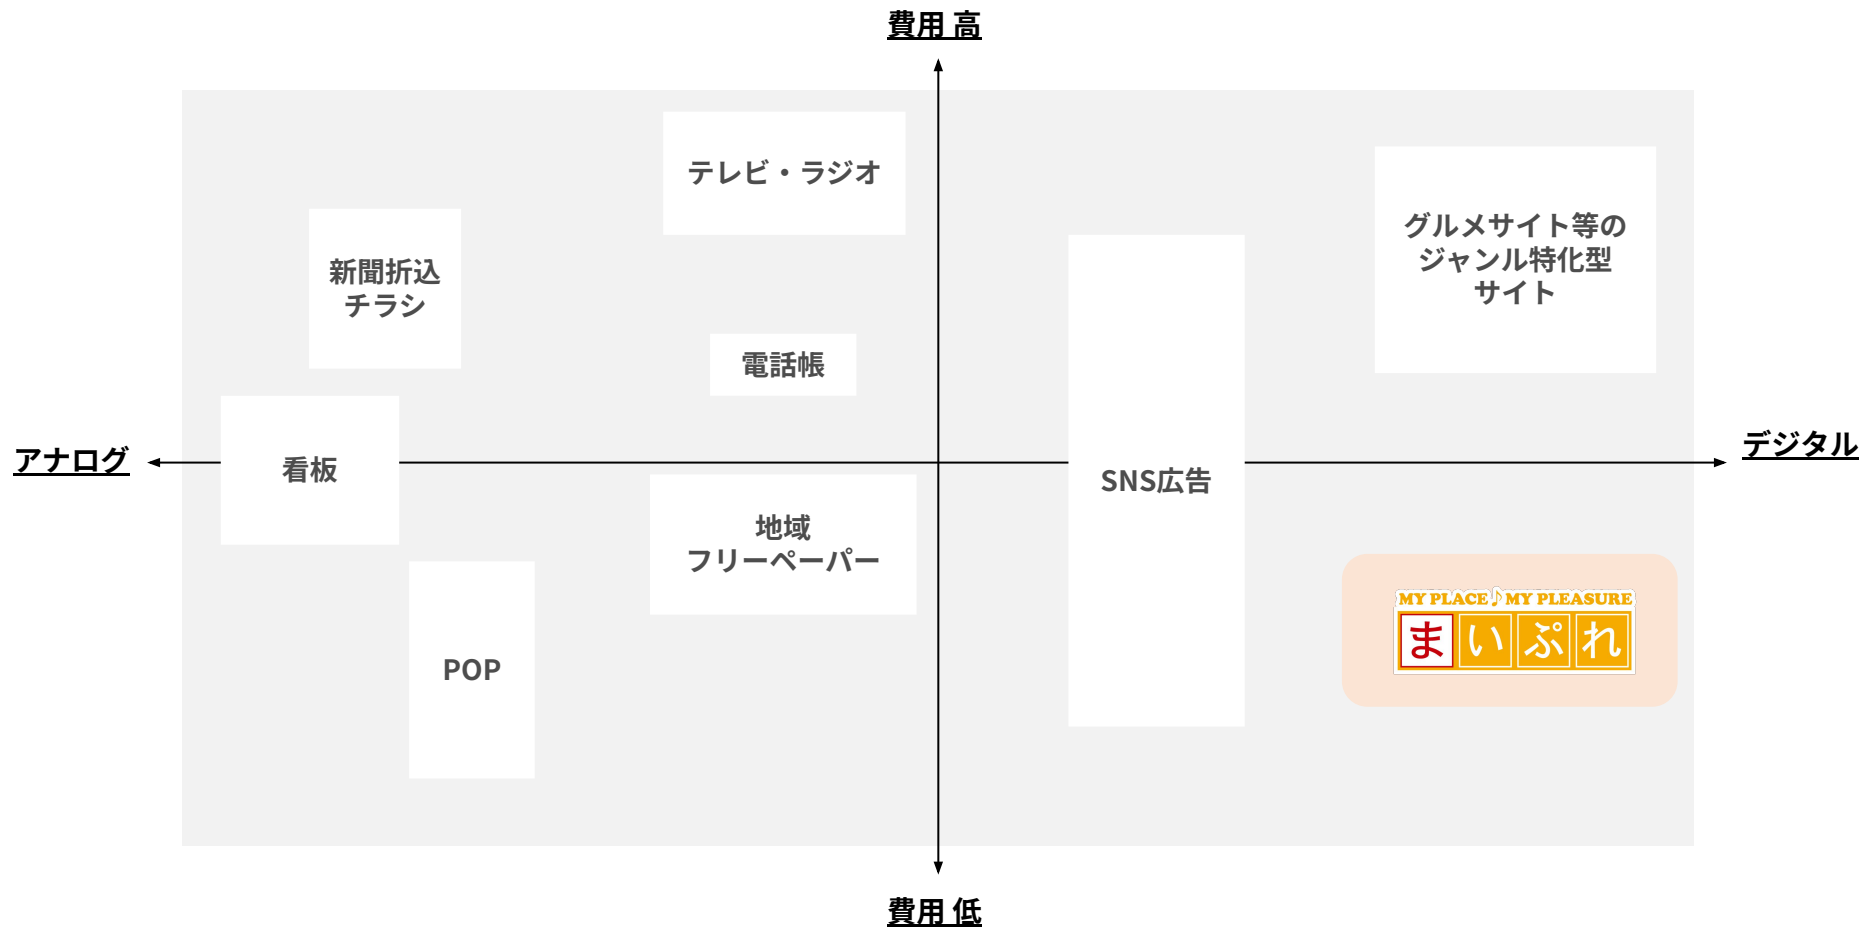 費用 高
テレビ・ラジオ
グルメサイト等の
ジャンル特化型
サイト
新聞折込
チラシ
電話帳
アナログ
看板
SNS広告
デジタル
地域
フリーペーパー
POP
MY PLACE♪MY PLEASURE
まいぷれ
費用 低